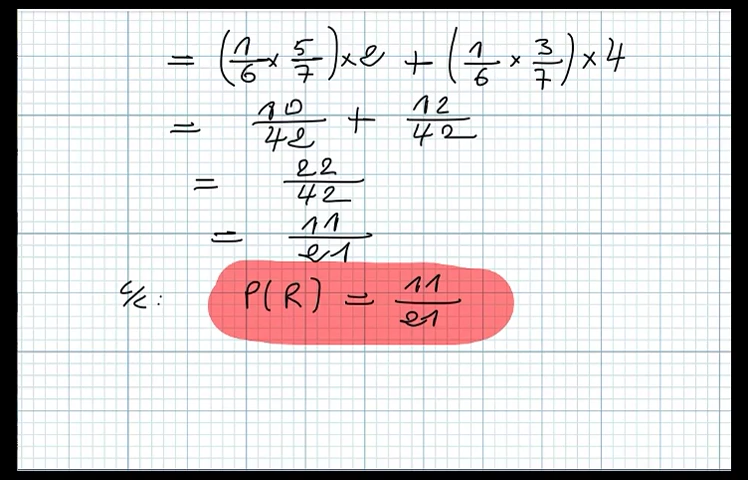 = (1/6 × 5/7) × 2 + (1/6 × 3/7) × 4
= 10/42 + 12/42
= 22/42
= 11/21
c/c : P(R) = 11/21